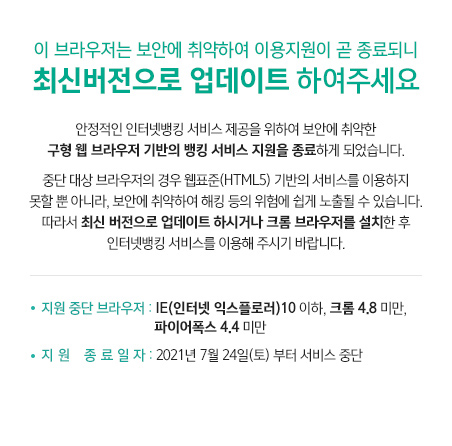 이 브라우저는 보안에 취약하여 이용지원이 곧 종료되니
최신버전으로 업데이트 하여주세요
안정적인 인터넷뱅킹 서비스 제공을 위하여 보안에 취약한
구형 웹 브라우저 기반의 뱅킹 서비스 지원을 종료하게 되었습니다.
중단 대상 브라우저의 경우 웹표준(HTML5) 기반의 서비스를 이용하지
못할 뿐 아니라, 보안에 취약하여 해킹 등의 위험에 쉽게 노출될 수 있습니다.
따라서 최신 버전으로 업데이트 하시거나 크롬 브라우저를 설치한 후
인터넷뱅킹 서비스를 이용해 주시기 바랍니다.
• 지원 중단 브라우저 : IE(인터넷 익스플로러)10 이하, 크롬 4.8 미만,
파이어폭스 4.4 미만
• 지 원 종 료 일 자 : 2021년 7월 24일(토) 부터 서비스 중단